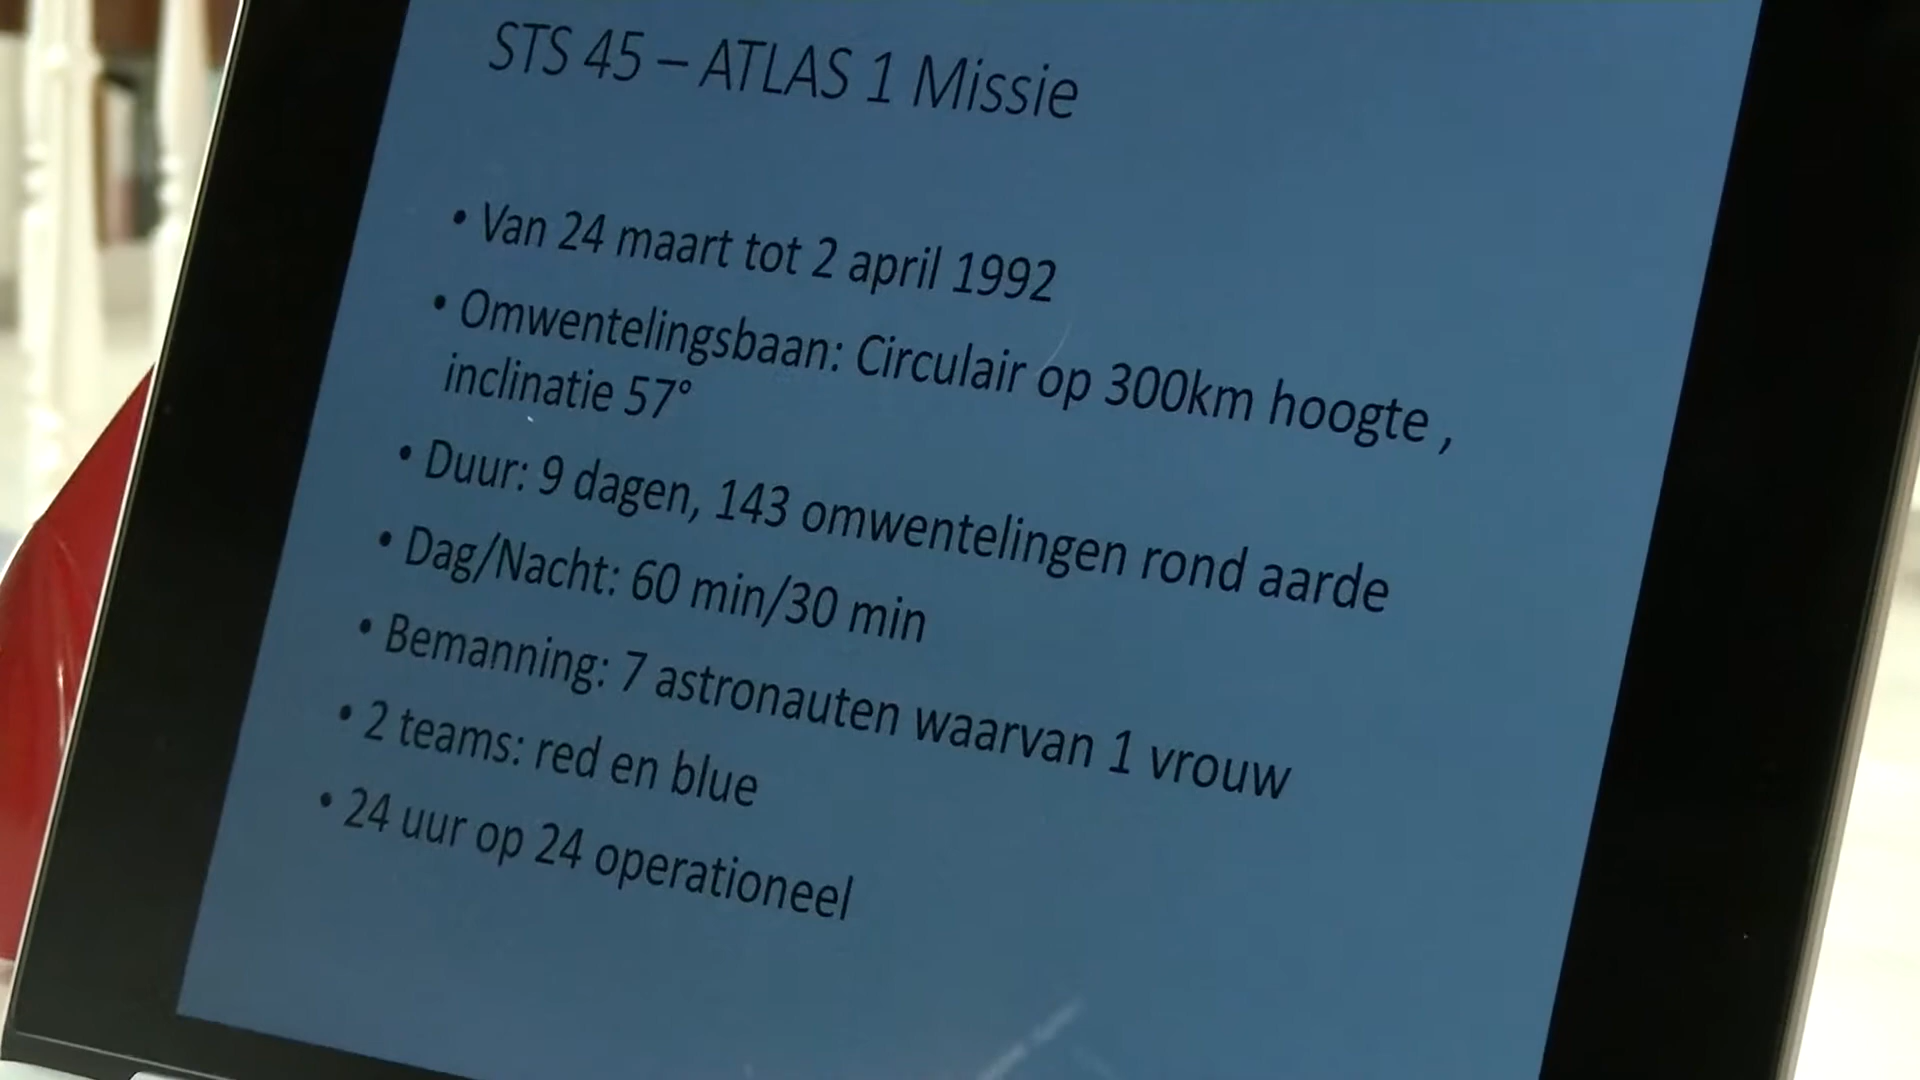 STS 45 – ATLAS 1 Missie
• Van 24 maart tot 2 april 1992
• Omwentelingsbaan: Circulair op 300km hoogte ,
inclinatie 57°
• Duur: 9 dagen, 143 omwentelingen rond aarde
• Dag/Nacht: 60 min/30 min
• Bemanning: 7 astronauten waarvan 1 vrouw
• 2 teams: red en blue
• 24 uur op 24 operationeel